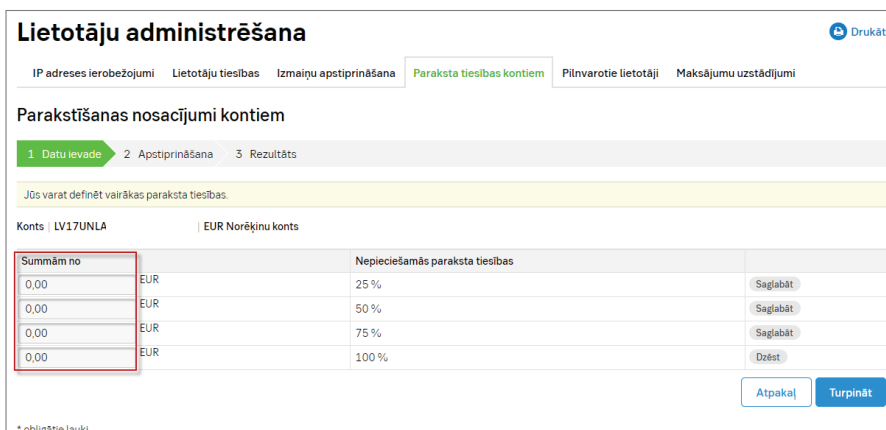 Lietotāju administrēšana
Drukāt
IP adreses ierobežojumi Lietotāju tiesības Izmaiņu apstiprināšana Paraksta tiesības kontiem Pilnvarotie lietotāji Maksājumu uzstādījumi
Parakstīšanas nosacījumi kontiem
1 Datu ievade 2 Apstiprināšana 3 Rezultāts
Jūs varat definēt vairākas paraksta tiesības.
Konts | LV17UNLA | EUR Norēķinu konts
Summām no Nepieciešamās paraksta tiesības
0,00 EUR 25 % Saglabāt
0,00 EUR 50 % Saglabāt
0,00 EUR 75 % Saglabāt
0,00 EUR 100 % Dzēst
Atpakaļ Turpināt
* obligātie lauki